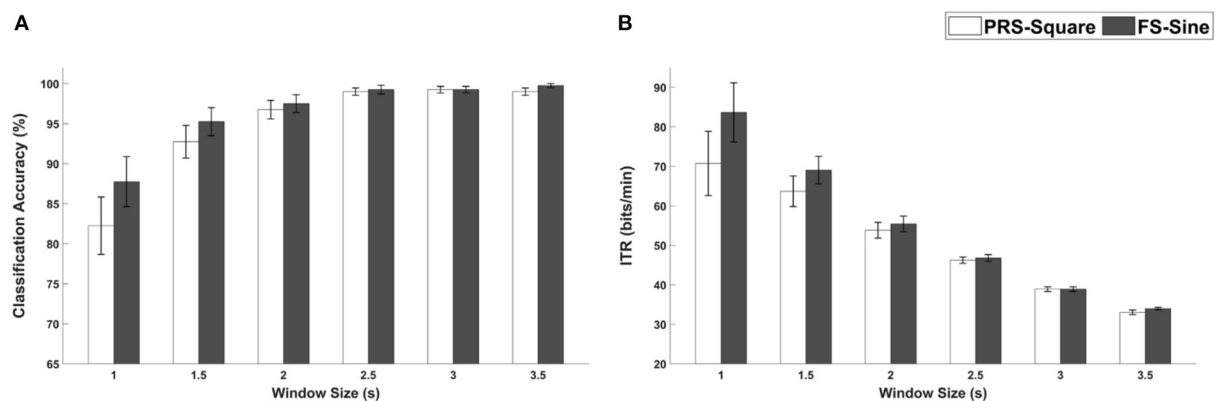 A
B
PRS-Square FS-Sine
100
95
90
85
80
75
70
65
Classification Accuracy (%)
1 1.5 2 2.5 3 3.5
Window Size (s)
90
80
70
60
50
40
30
20
ITR (bits/min)
1 1.5 2 2.5 3 3.5
Window Size (s)